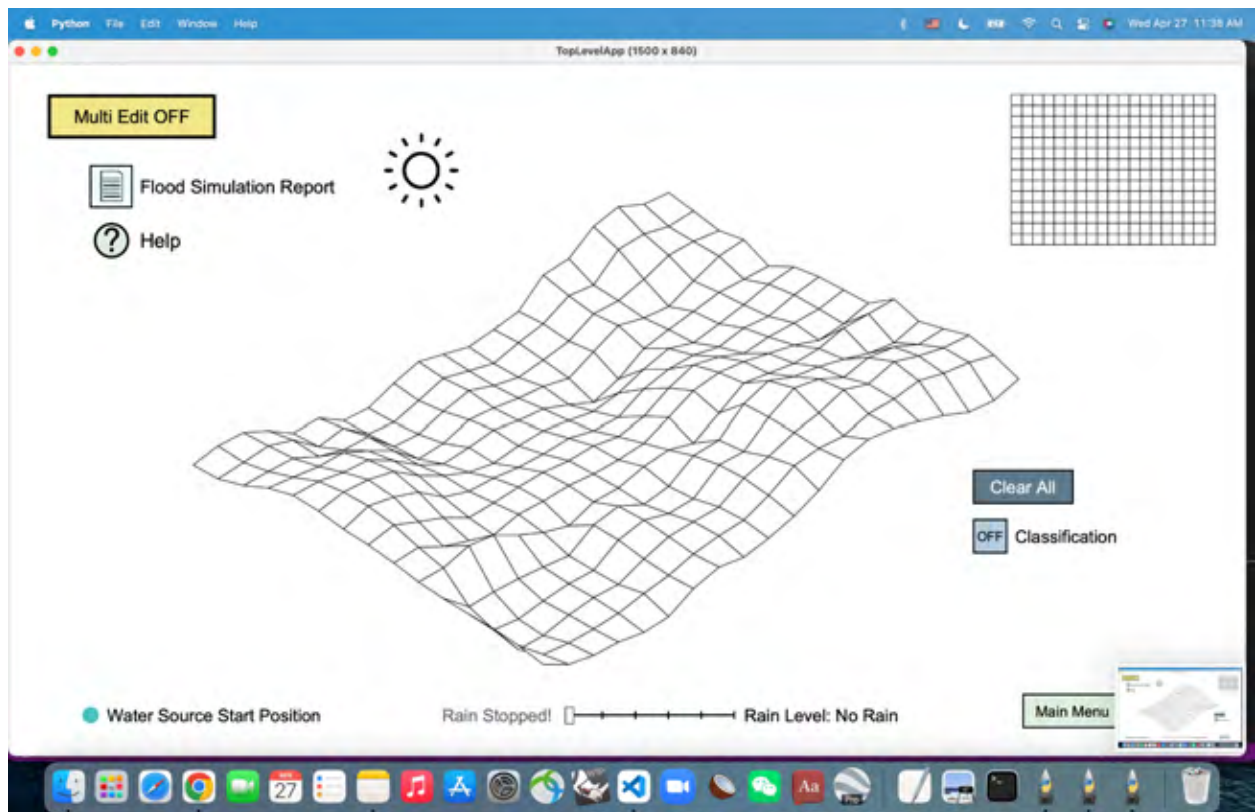 Python File Edit Window Help Wed Apr 27 11:38 AM
TopLevelApp (1500 x 840)
Multi Edit OFF
Flood Simulation Report
? Help
Clear All
OFF Classification
Water Source Start Position
Rain Stopped! Rain Level: No Rain
Main Menu
27
Aa